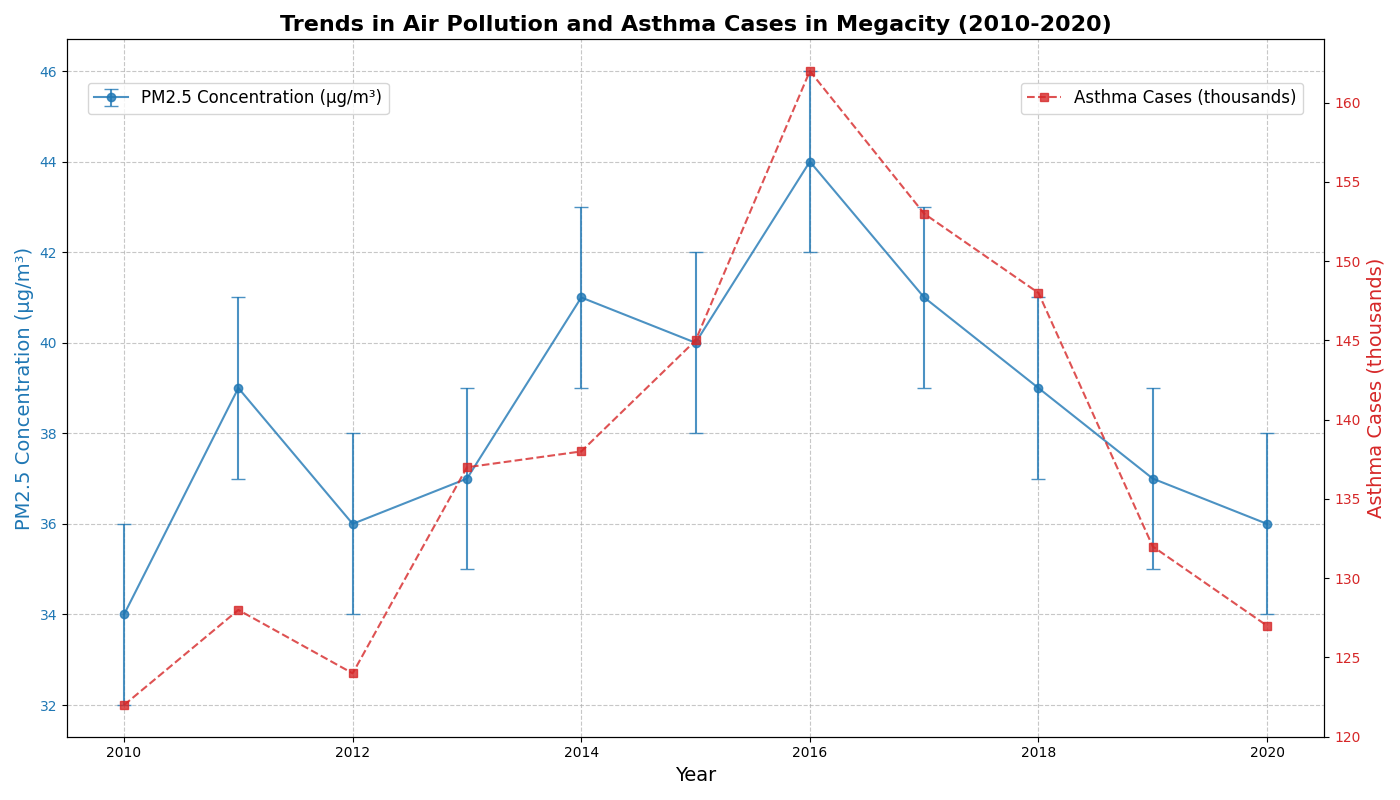 Trends in Air Pollution and Asthma Cases in Megacity (2010-2020)
PM2.5 Concentration (μg/m³)
Asthma Cases (thousands)
PM2.5 Concentration (μg/m³)
46
44
42
40
38
36
34
32
160
155
150
145
140
135
130
125
120
Asthma Cases (thousands)
2010 2012 2014 2016 2018 2020
Year